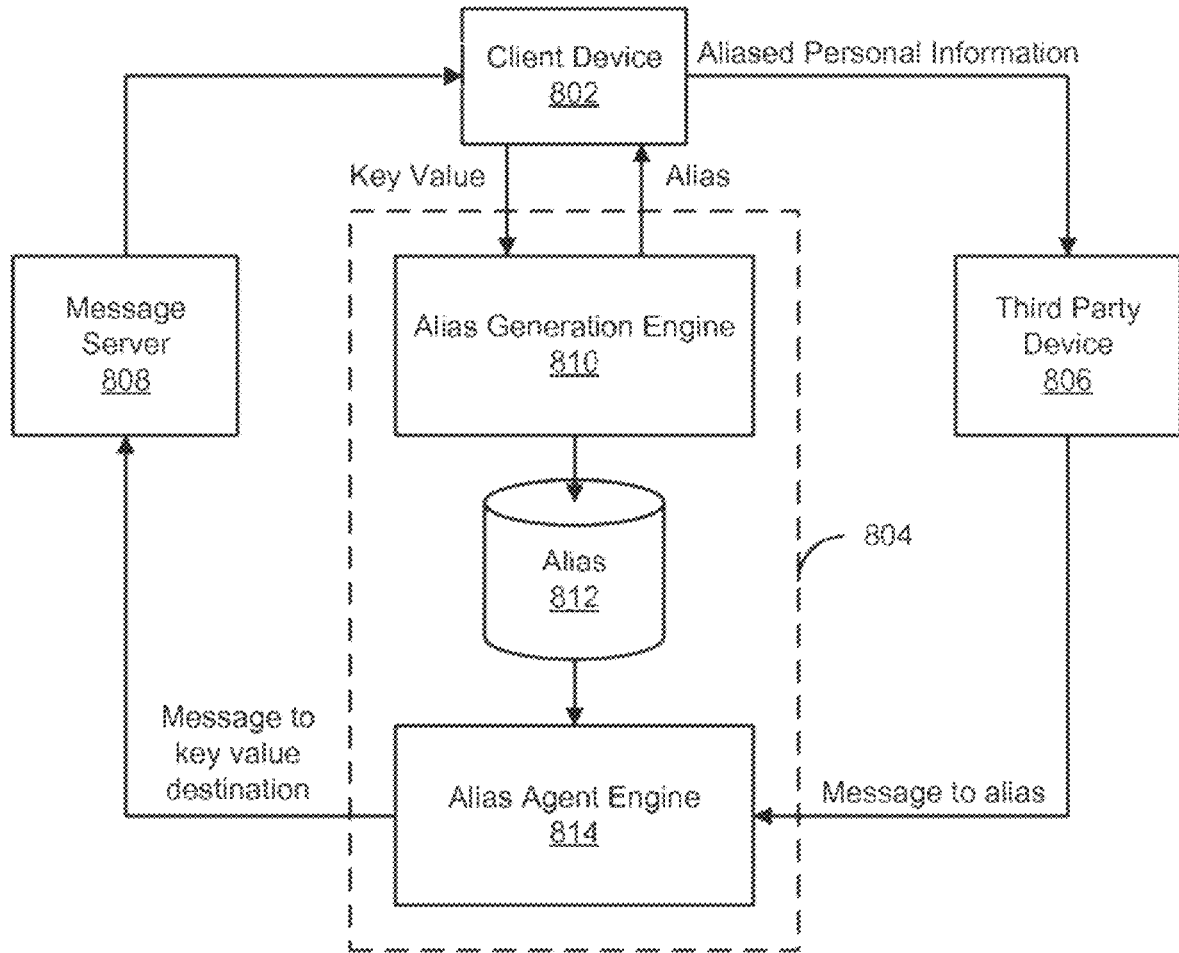 Client Device
802
Aliased Personal Information
Key Value
Alias
Message
Server
808
Alias Generation Engine
810
Third Party
Device
806
Alias
812
804
Message to
key value
destination
Alias Agent Engine
814
Message to alias